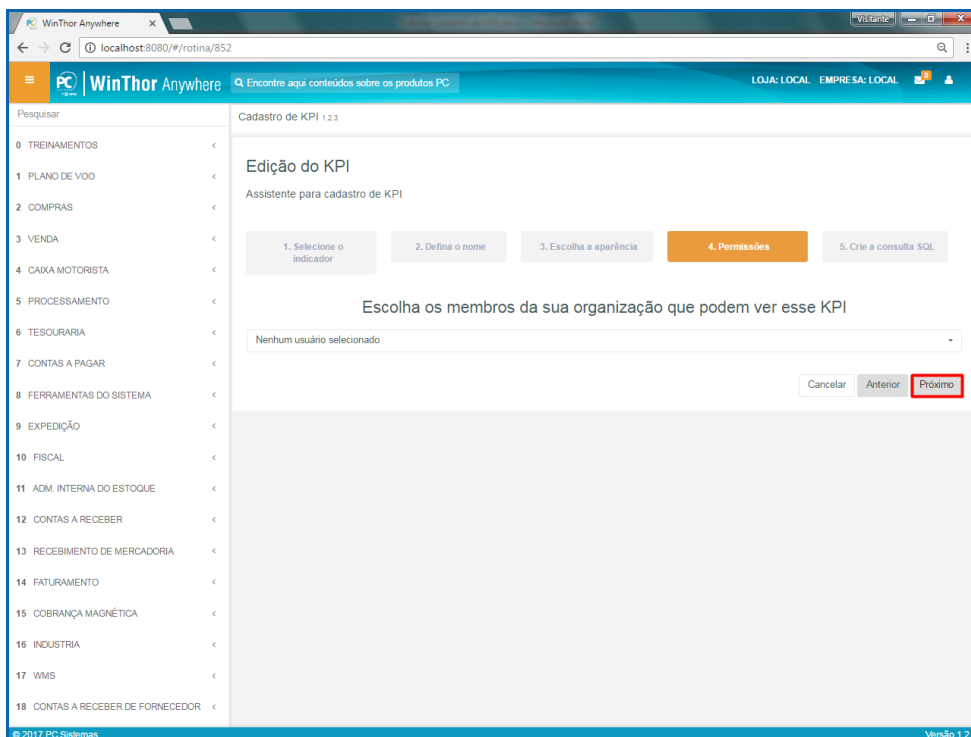 WinThor Anywhere
Visitante
localhost:8080/#/rotina/852
PC WinThor Anywhere
Encontre aqui conteúdos sobre os produtos PC
LOJA: LOCAL EMPRESA: LOCAL
0
Pesquisar
Cadastro de KPI 1.2.3
0 TREINAMENTOS
1 PLANO DE VOO
2 COMPRAS
3 VENDA
4 CAIXA MOTORISTA
5 PROCESSAMENTO
6 TESOURARIA
7 CONTAS A PAGAR
8 FERRAMENTAS DO SISTEMA
9 EXPEDIÇÃO
10 FISCAL
11 ADM. INTERNA DO ESTOQUE
12 CONTAS A RECEBER
13 RECEBIMENTO DE MERCADORIA
14 FATURAMENTO
15 COBRANÇA MAGNÉTICA
16 INDUSTRIA
17 WMS
18 CONTAS A RECEBER DE FORNECEDOR
Edição do KPI
Assistente para cadastro de KPI
1. Selecione o
indicador
2. Defina o nome
3. Escolha a aparência
4. Permissões
5. Crie a consulta SQL
Escolha os membros da sua organização que podem ver esse KPI
Nenhum usuário selecionado
Cancelar
Anterior
Próximo
© 2017 PC Sistemas
Versão 1.2